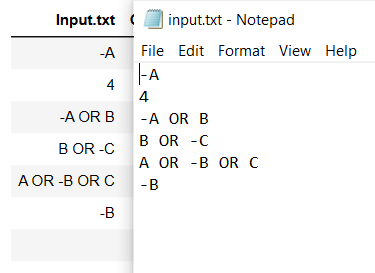 Input.txt
-A
4
-A OR B
B OR -C
A OR -B OR C
-B
input.txt - Notepad
File Edit Format View Help
-A
4
-A OR B
B OR -C
A OR -B OR C
-B